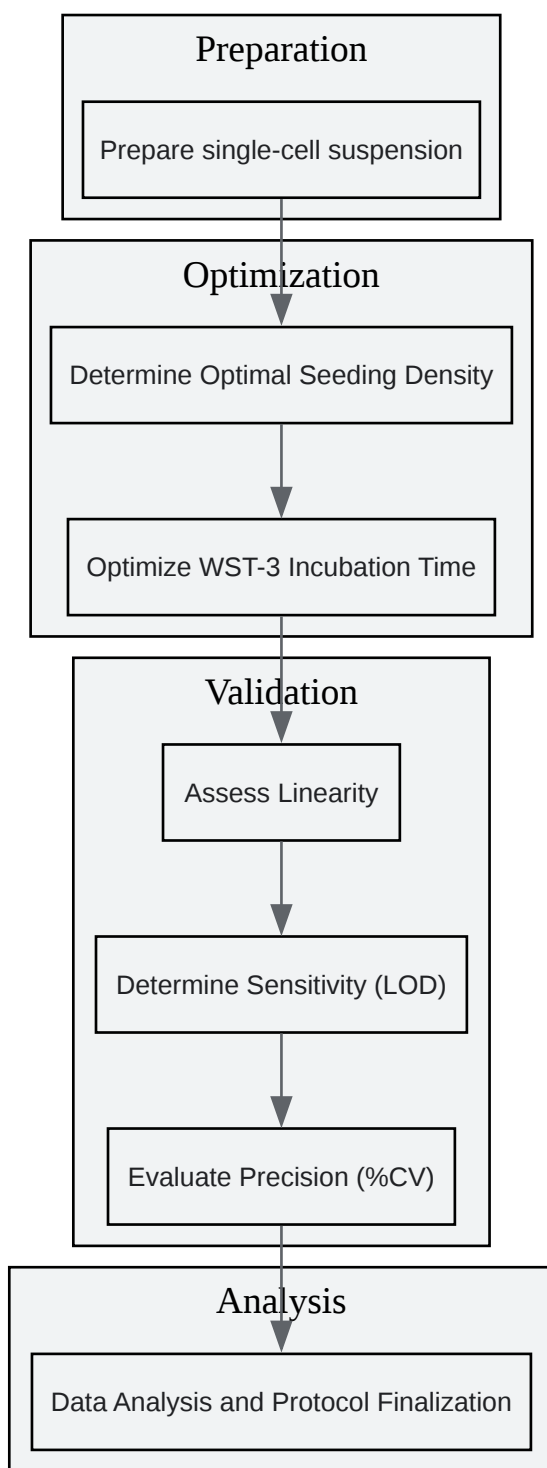 Preparation
Prepare single-cell suspension
Optimization
Determine Optimal Seeding Density
Optimize WST-3 Incubation Time
Validation
Assess Linearity
Determine Sensitivity (LOD)
Evaluate Precision (%CV)
Analysis
Data Analysis and Protocol Finalization